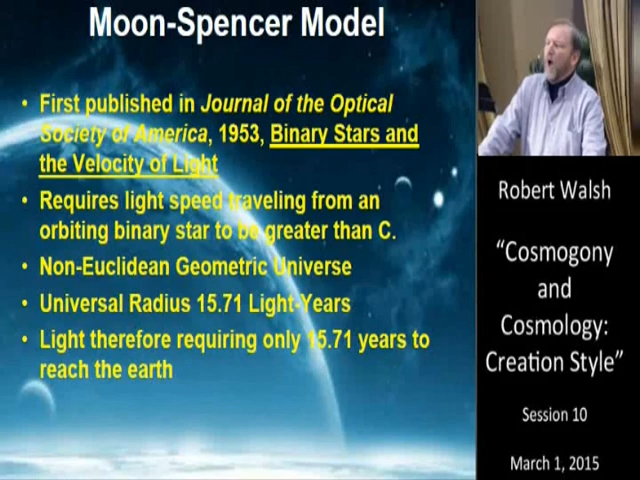 Moon-Spencer Model
• First published in Journal of the Optical
Society of America, 1953, Binary Stars and
the Velocity of Light
• Requires light speed traveling from an
orbiting binary star to be greater than C.
• Non-Euclidean Geometric Universe
• Universal Radius 15.71 Light-Years
• Light therefore requiring only 15.71 years to
reach the earth
Robert Walsh
“Cosmogony
and
Cosmology:
Creation Style”
Session 10
March 1, 2015